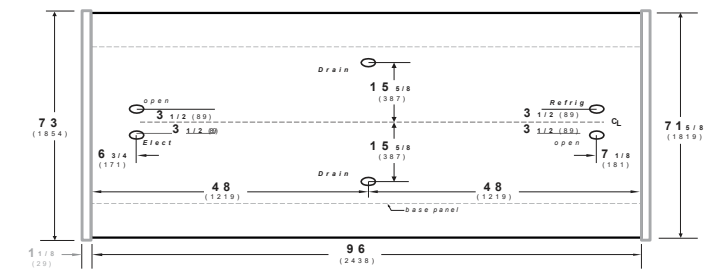 Drain
15 5/8
(387)
open
3 1/2 (89)
Refrig
3 1/2 (89)
73
(1854)
CL
71 5/8
(1819)
3 1/2 (89)
Elect
3 1/2 (89)
open
6 3/4
(171)
15 5/8
(387)
7 1/8
(181)
Drain
48
(1219)
48
(1219)
base panel
96
(2438)
1 1/8
(29)